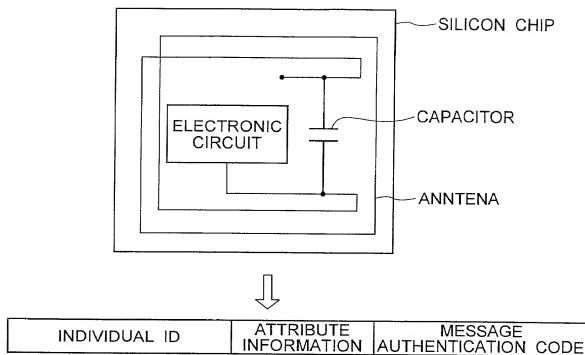 SILICON CHIP
CAPACITOR
ELECTRONIC
CIRCUIT
ANNTENA
INDIVIDUAL ID
ATTRIBUTE
INFORMATION
MESSAGE
AUTHENTICATION CODE